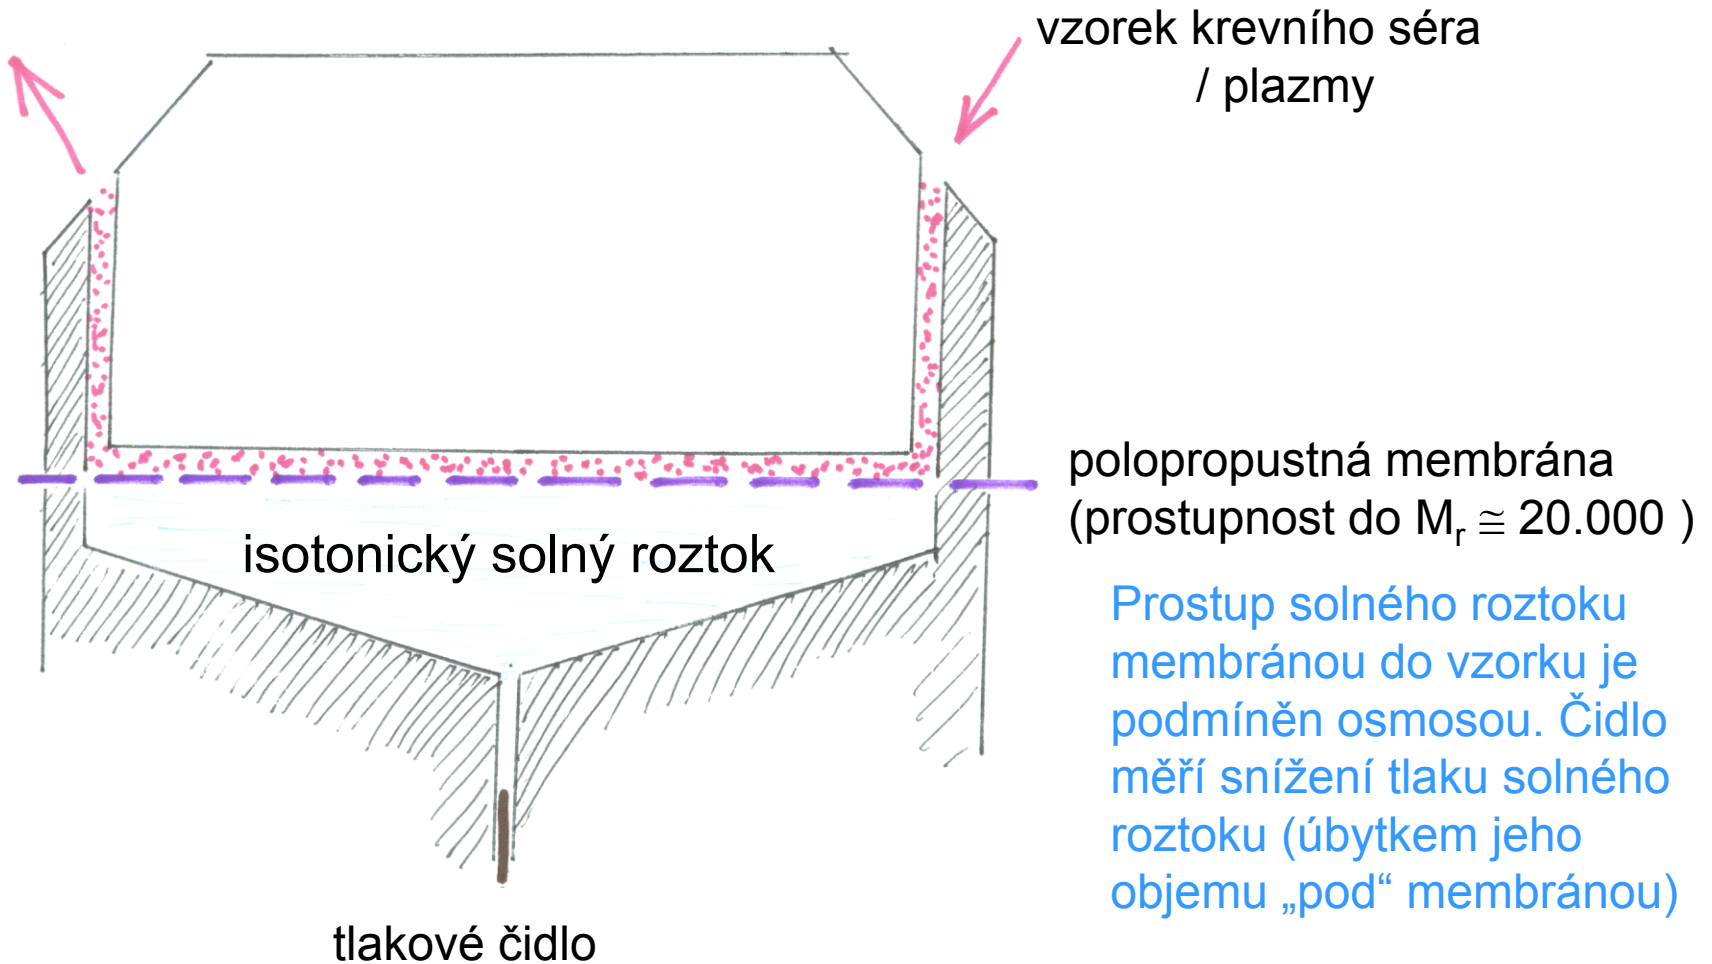 vzorek krevního séra
/ plazmy
polopropustná membrána
(prostupnost do Mr ≅ 20.000 )
isotonický solný roztok
Prostup solného roztoku
membránou do vzorku je
podmíněn osmosou. Čidlo
měří snížení tlaku solného
roztoku (úbytkem jeho
objemu „pod“ membránou)
tlakové čidlo